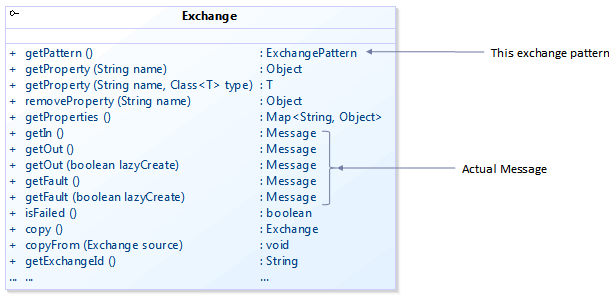 Exchange
+ getPattern () : ExchangePattern
This exchange pattern
+ getProperty (String name) : Object
+ getProperty (String name, Class<T> type) : T
+ removeProperty (String name) : Object
+ getProperties () : Map<String, Object>
+ getIn () : Message
+ getOut () : Message
+ getOut (boolean lazyCreate) : Message
Actual Message
+ getFault () : Message
+ getFault (boolean lazyCreate) : Message
+ isFailed () : boolean
+ copy () : Exchange
+ copyFrom (Exchange source) : void
+ getExchangeId () : String
... ... ...